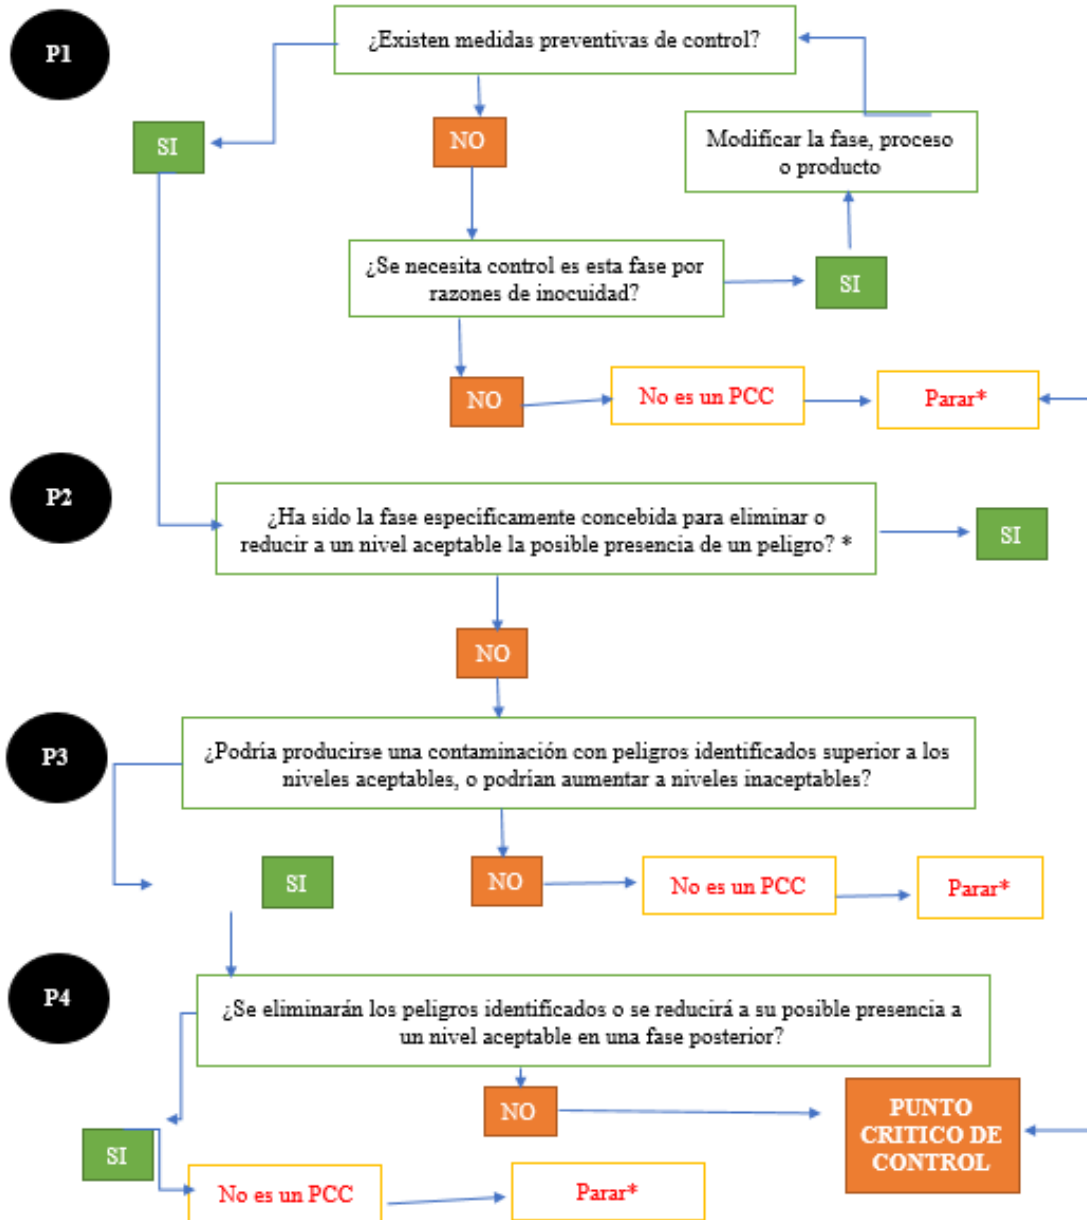 P1
¿Existen medidas preventivas de control?
SI
NO
Modificar la fase, proceso
o producto
¿Se necesita control es esta fase por
razones de inocuidad?
SI
NO
No es un PCC
Parar*
P2
¿Ha sido la fase específicamente concebida para eliminar o
reducir a un nivel aceptable la posible presencia de un peligro? *
SI
NO
P3
¿Podría producirse una contaminación con peligros identificados superior a los
niveles aceptables, o podrían aumentar a niveles inaceptables?
SI
NO
No es un PCC
Parar*
P4
¿Se eliminarán los peligros identificados o se reducirá a su posible presencia a
un nivel aceptable en una fase posterior?
NO
PUNTO
CRITICO DE
CONTROL
SI
No es un PCC
Parar*